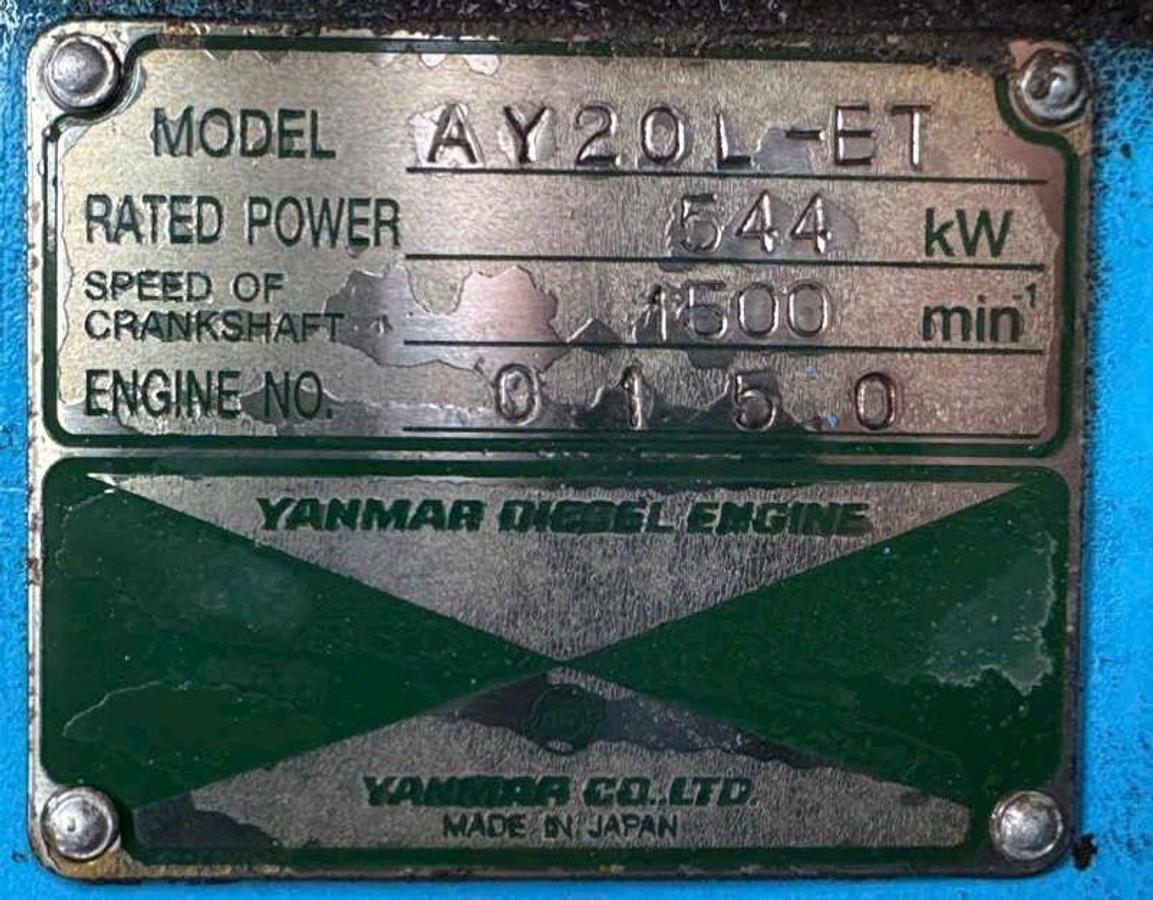 MODEL AY20L-ET
RATED POWER 544 kW
SPEED OF
CRANKSHAFT 1500 min⁻¹
ENGINE NO. 0150
YANMAR DIESEL ENGINE
YANMAR CO.,LTD.
MADE IN JAPAN